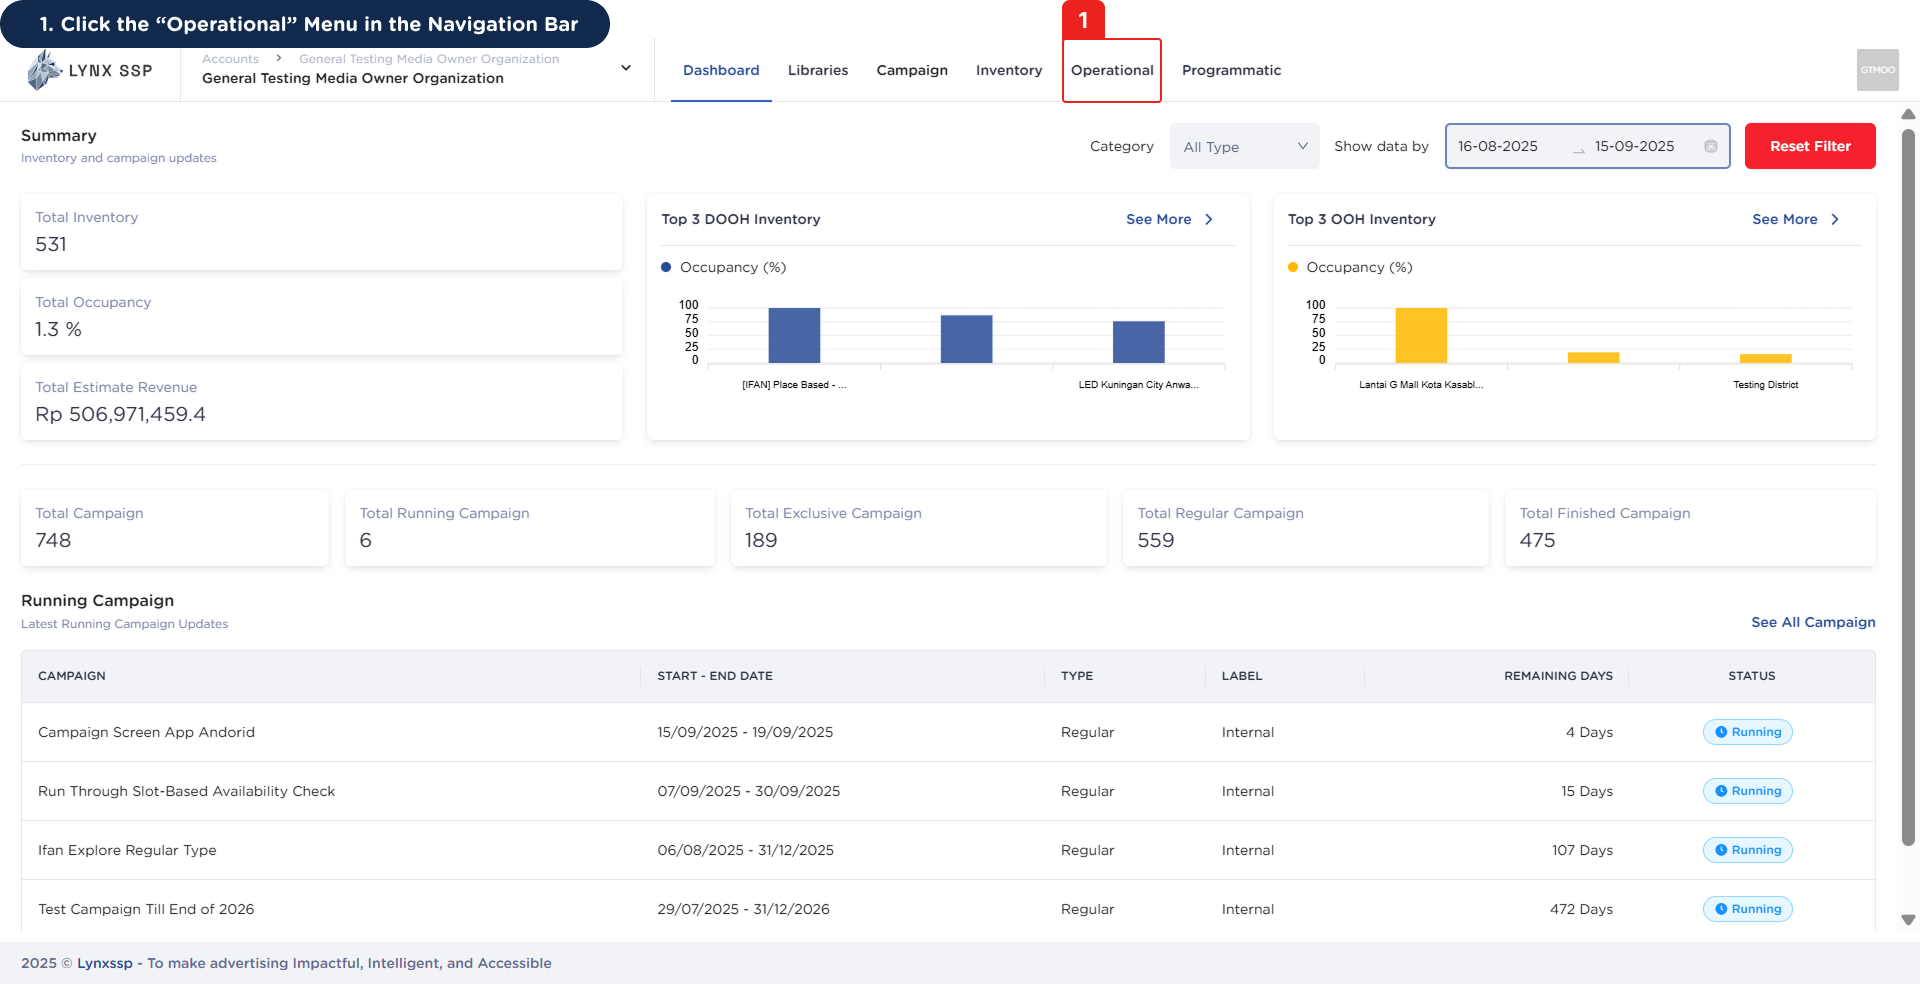 1. Click the “Operational” Menu in the Navigation Bar
1
LYNX SSP
Accounts > General Testing Media Owner Organization
General Testing Media Owner Organization
Dashboard
Libraries
Campaign
Inventory
Operational
Programmatic
GTMOO
Summary
Inventory and campaign updates
Category
All Type
Show data by
16-08-2025
15-09-2025
Reset Filter
Total Inventory
531
Total Occupancy
1.3 %
Total Estimate Revenue
Rp 506,971,459.4
Top 3 DOOH Inventory
See More
Occupancy (%)
100
75
50
25
0
[IFAN] Place Based - ...
LED Kuningan City Anwa...
Top 3 OOH Inventory
See More
Occupancy (%)
100
75
50
25
0
Lantai G Mall Kota Kasabl...
Testing District
Total Campaign
748
Total Running Campaign
6
Total Exclusive Campaign
189
Total Regular Campaign
559
Total Finished Campaign
475
Running Campaign
Latest Running Campaign Updates
See All Campaign
CAMPAIGN START - END DATE TYPE LABEL REMAINING DAYS STATUS
Campaign Screen App Andorid 15/09/2025 - 19/09/2025 Regular Internal 4 Days Running
Run Through Slot-Based Availability Check 07/09/2025 - 30/09/2025 Regular Internal 15 Days Running
Ifan Explore Regular Type 06/08/2025 - 31/12/2025 Regular Internal 107 Days Running
Test Campaign Till End of 2026 29/07/2025 - 31/12/2026 Regular Internal 472 Days Running
2025 © Lynxssp - To make advertising Impactful, Intelligent, and Accessible